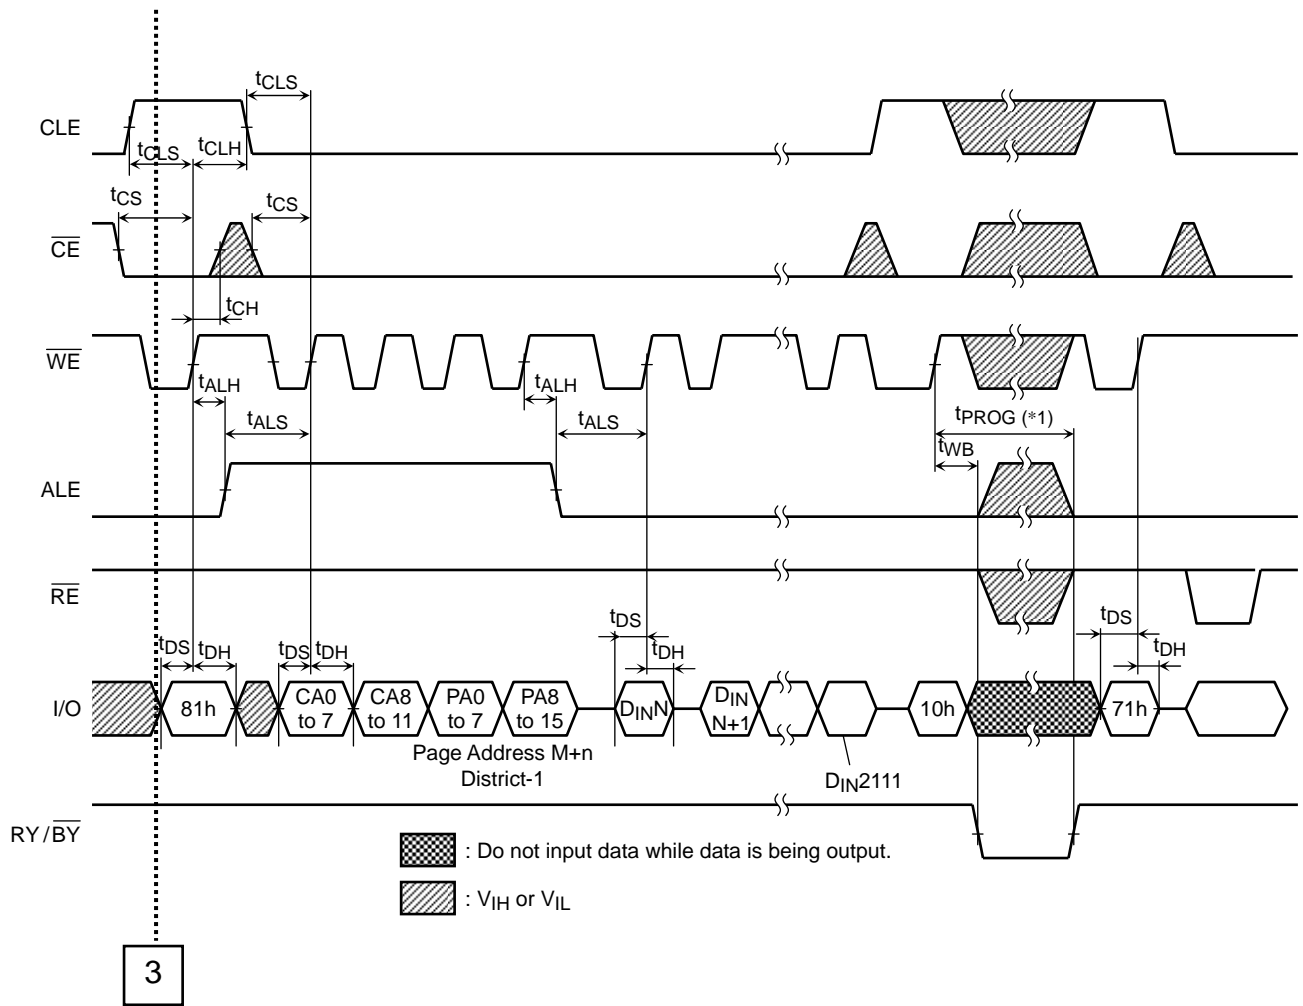 tCLS
CLE
tCLS tCLH
tCS tCS
CE
tCH
WE
tALH tALH
tALS tALS tPROG (*1)
tWB
ALE
RE
tDS tDH tDS tDH tDS tDH tDS tDH
I/O 81h CA0 to 7 CA8 to 11 PA0 to 7 PA8 to 15 DINN DIN N+1 10h 71h
Page Address M+n
District-1
DIN2111
RY/BY
: Do not input data while data is being output.
: VIH or VIL
3